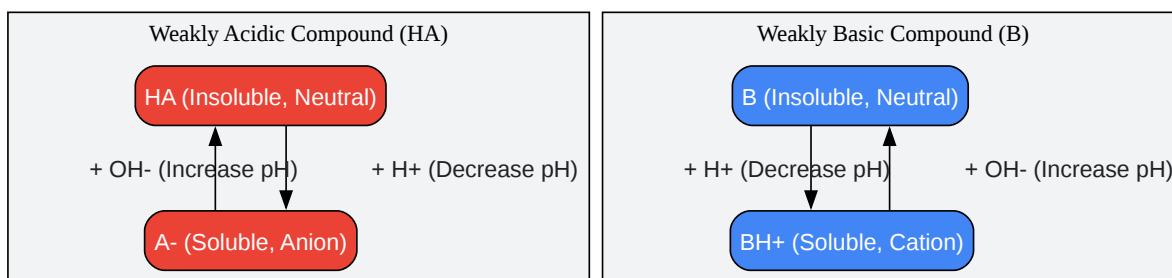 Weakly Acidic Compound (HA)
HA (Insoluble, Neutral)
+ OH- (Increase pH)
+ H+ (Decrease pH)
A- (Soluble, Anion)
Weakly Basic Compound (B)
B (Insoluble, Neutral)
+ H+ (Decrease pH)
+ OH- (Increase pH)
BH+ (Soluble, Cation)